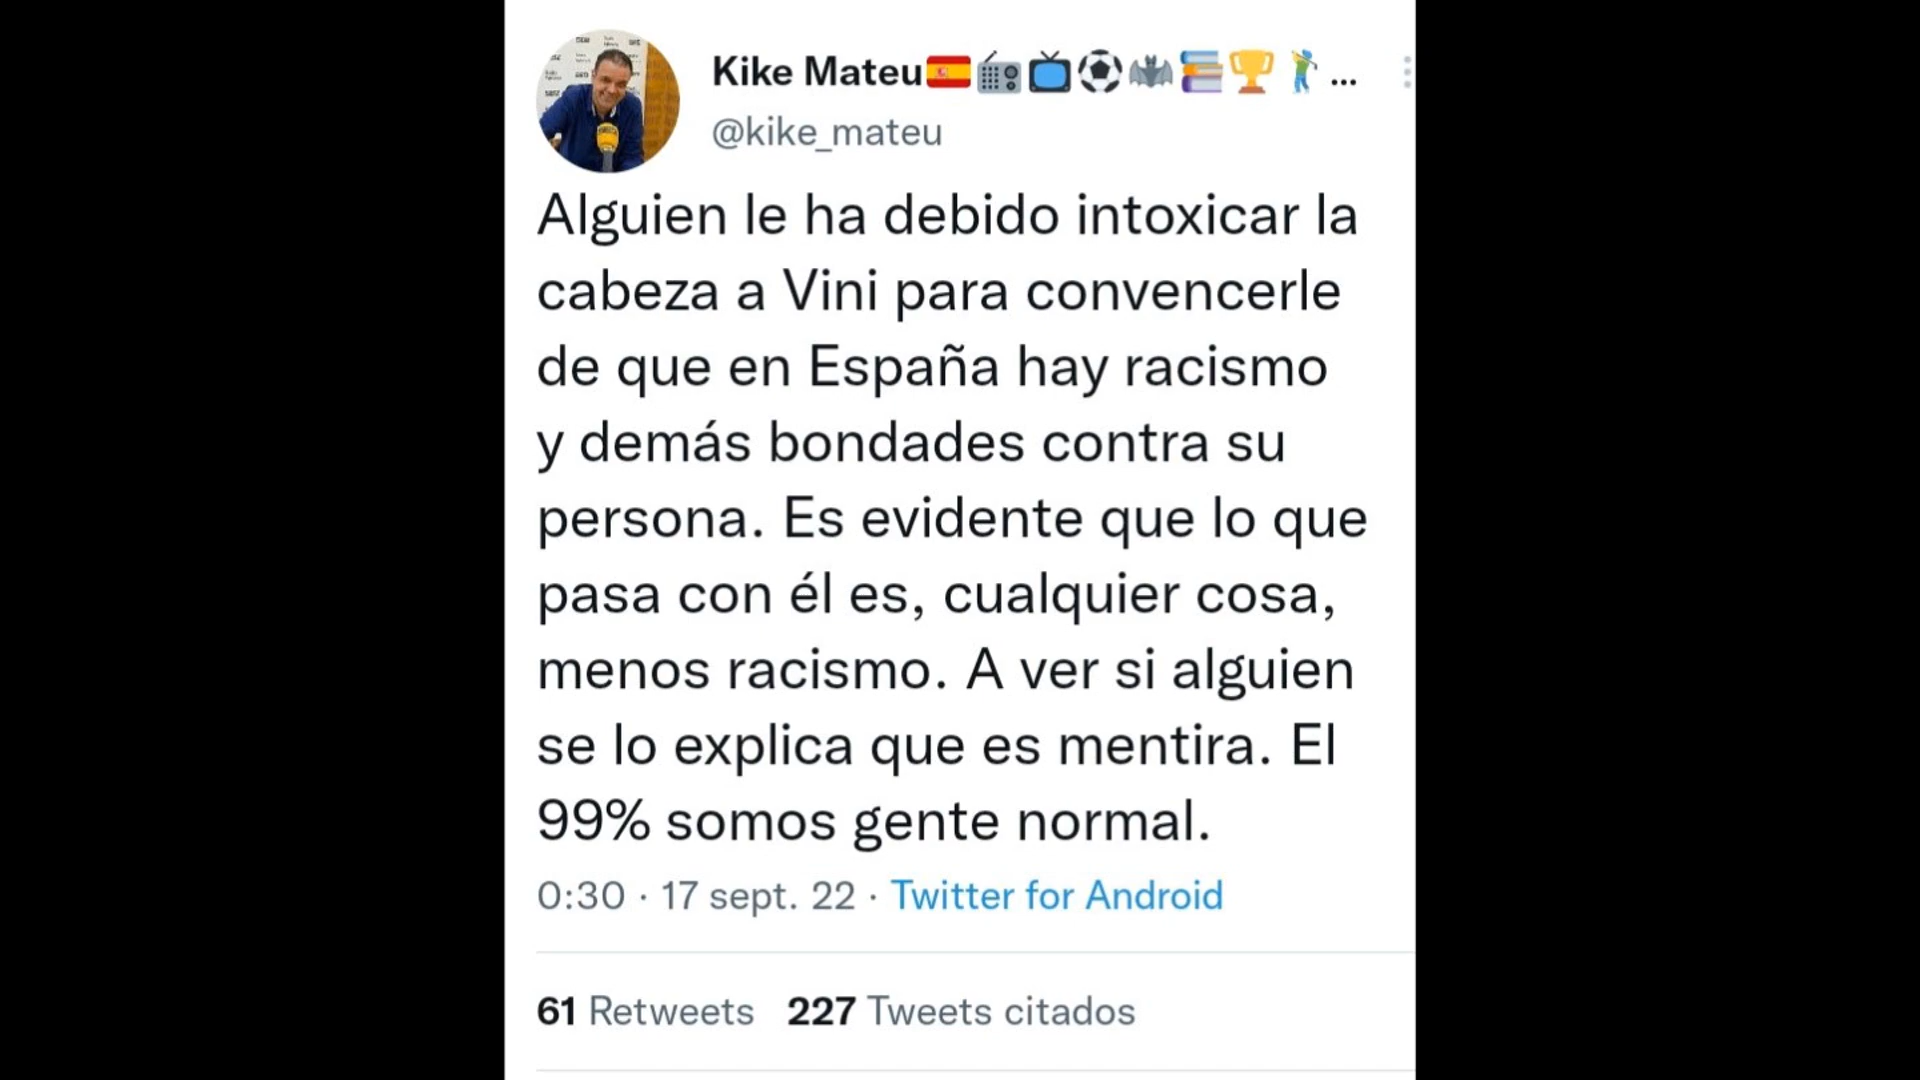 Kike Mateu🇪🇸📻📺⚽🦇📚🏆🏌...
@kike_mateu
Alguien le ha debido intoxicar la
cabeza a Vini para convencerle
de que en España hay racismo
y demás bondades contra su
persona. Es evidente que lo que
pasa con él es, cualquier cosa,
menos racismo. A ver si alguien
se lo explica que es mentira. El
99% somos gente normal.
0:30 · 17 sept. 22 · Twitter for Android
61 Retweets 227 Tweets citados